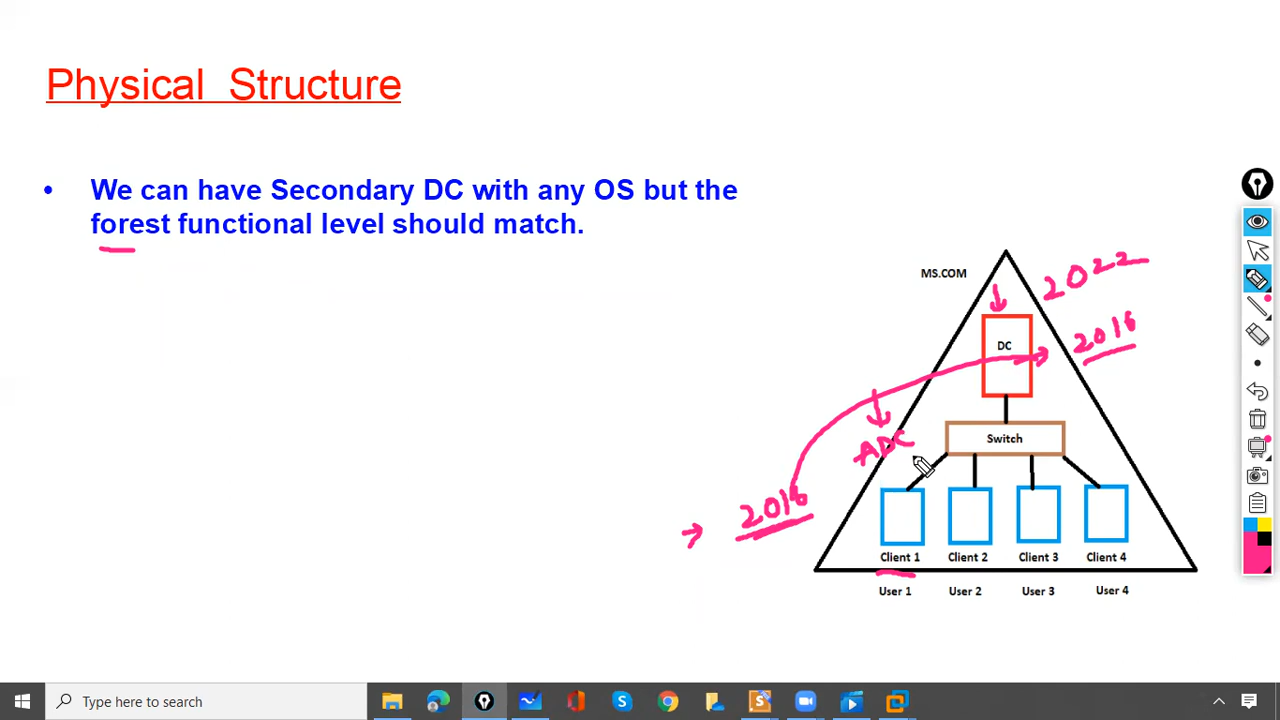 Physical Structure
• We can have Secondary DC with any OS but the
forest functional level should match.
MS.COM
2022
2016
DC
ADC
Switch
2016
Client 1
Client 2
Client 3
Client 4
User 1
User 2
User 3
User 4
Type here to search